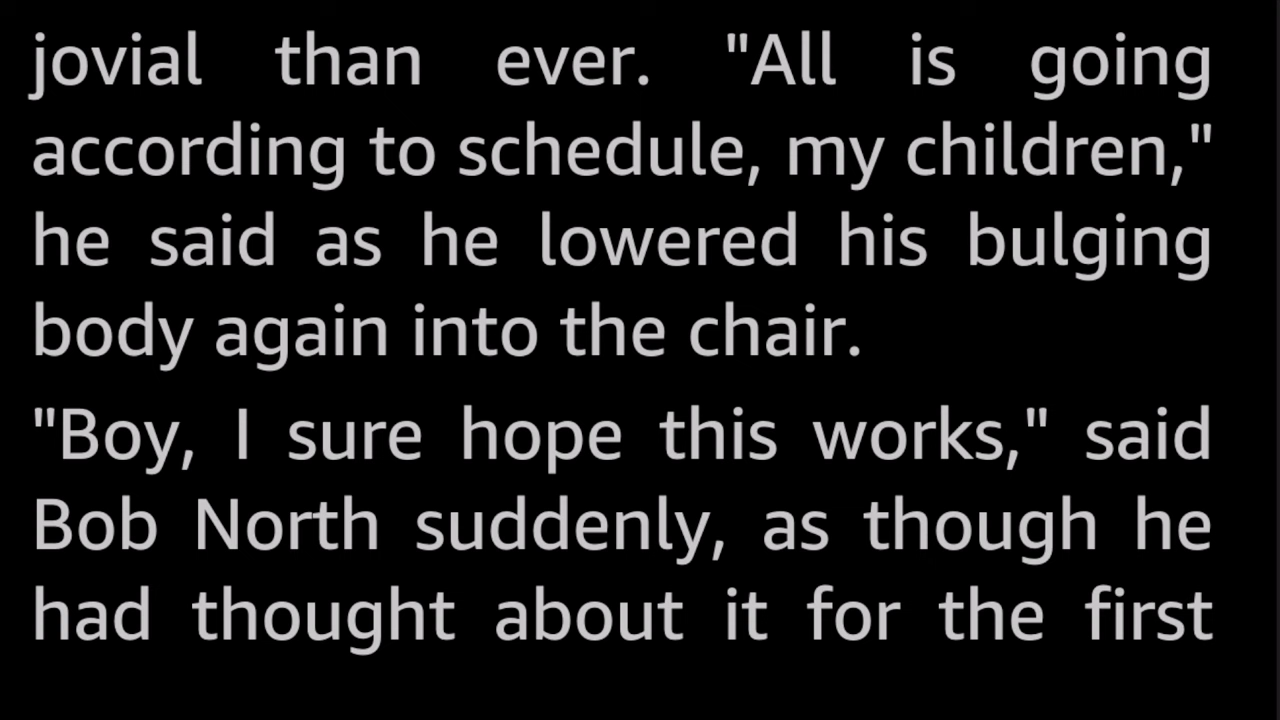 jovial than ever. "All is going
according to schedule, my children,"
he said as he lowered his bulging
body again into the chair.
"Boy, I sure hope this works," said
Bob North suddenly, as though he
had thought about it for the first